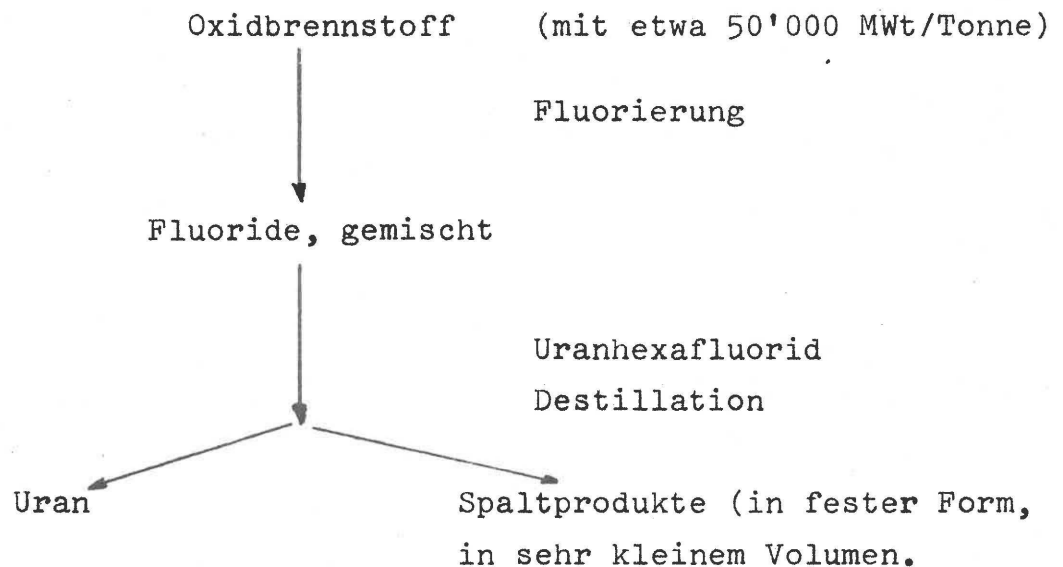 Oxidbrennstoff (mit etwa 50'000 MWt/Tonne)
Fluorierung
Fluoride, gemischt
Uranhexafluorid
Destillation
Uran Spaltprodukte (in fester Form,
in sehr kleinem Volumen.